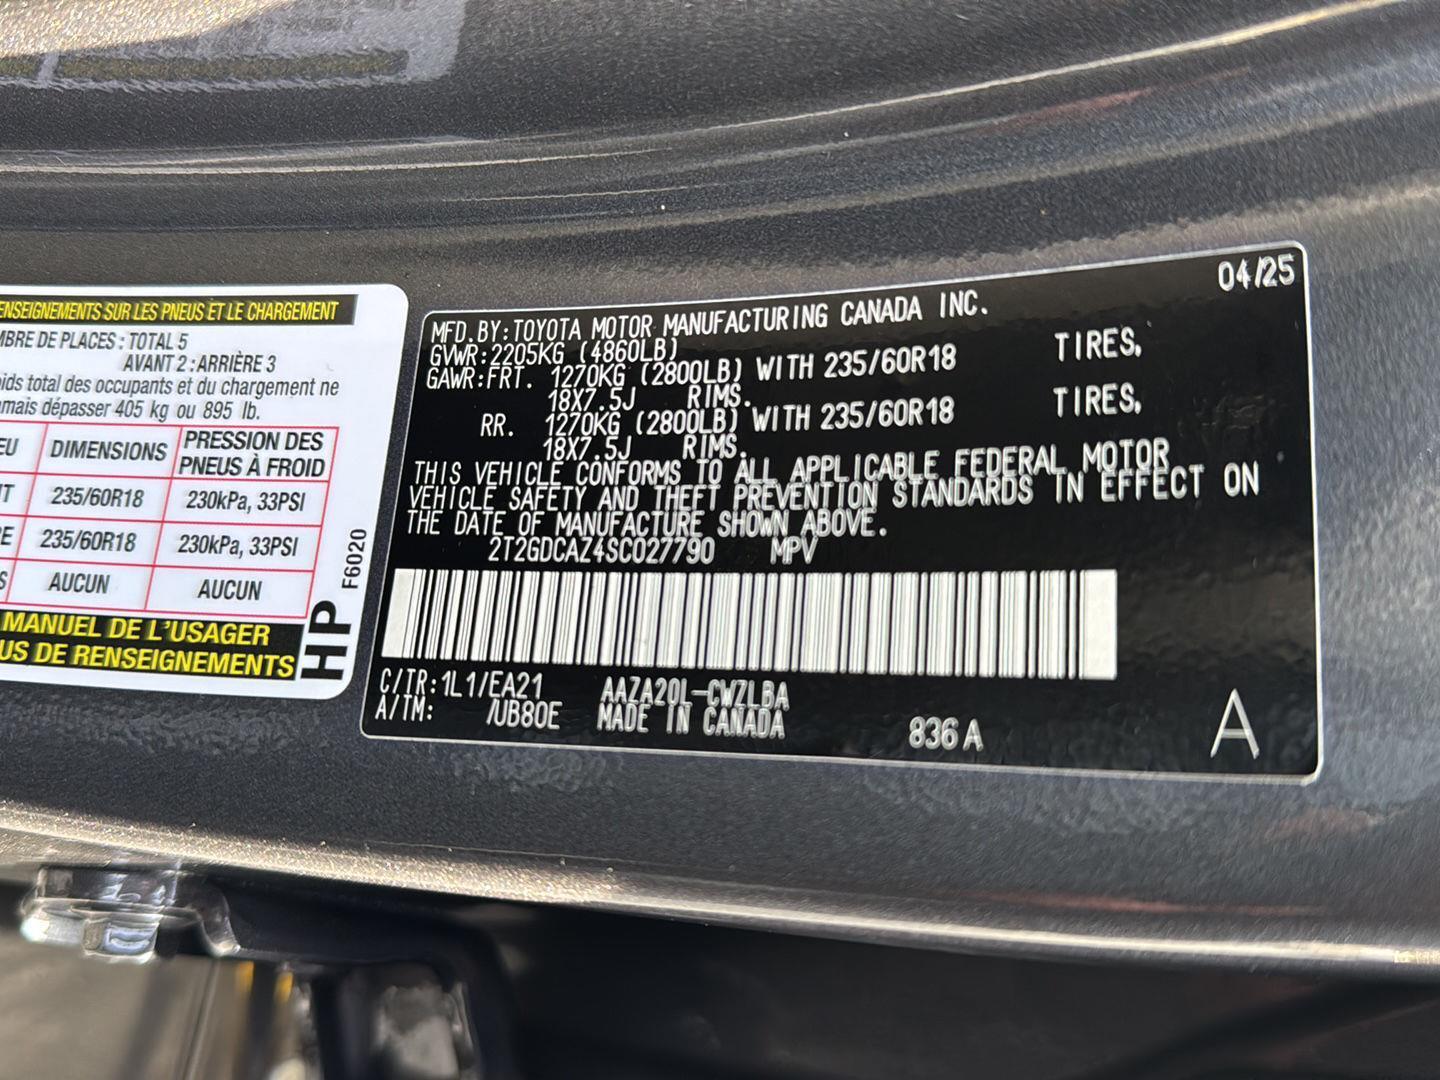 ENSEIGNEMENTS SUR LES PNEUS ET LE CHARGEMENT
MBRE DE PLACES : TOTAL 5
AVANT 2 : ARRIÈRE 3
oids total des occupants et du chargement ne
mais dépasser 405 kg ou 895 lb.
EU DIMENSIONS PRESSION DES PNEUS À FROID
NT 235/60R18 230kPa, 33PSI
RE 235/60R18 230kPa, 33PSI
S AUCUN AUCUN
MANUEL DE L'USAGER
US DE RENSEIGNEMENTS
HP
F6020
04/25
MFD.BY:TOYOTA MOTOR MANUFACTURING CANADA INC.
GVWR:2205KG (4860LB)
GAWR:FRT. 1270KG (2800LB) WITH 235/60R18 TIRES,
18X7.5J RIMS.
RR. 1270KG (2800LB) WITH 235/60R18 TIRES,
18X7.5J RIMS.
THIS VEHICLE CONFORMS TO ALL APPLICABLE FEDERAL MOTOR
VEHICLE SAFETY AND THEFT PREVENTION STANDARDS IN EFFECT ON
THE DATE OF MANUFACTURE SHOWN ABOVE.
2T2GDCAZ4SC027790 MPV
C/TR:1L1/EA21 AAZA20L-CWZLBA
A/TM: /UB80E MADE IN CANADA
836A
A